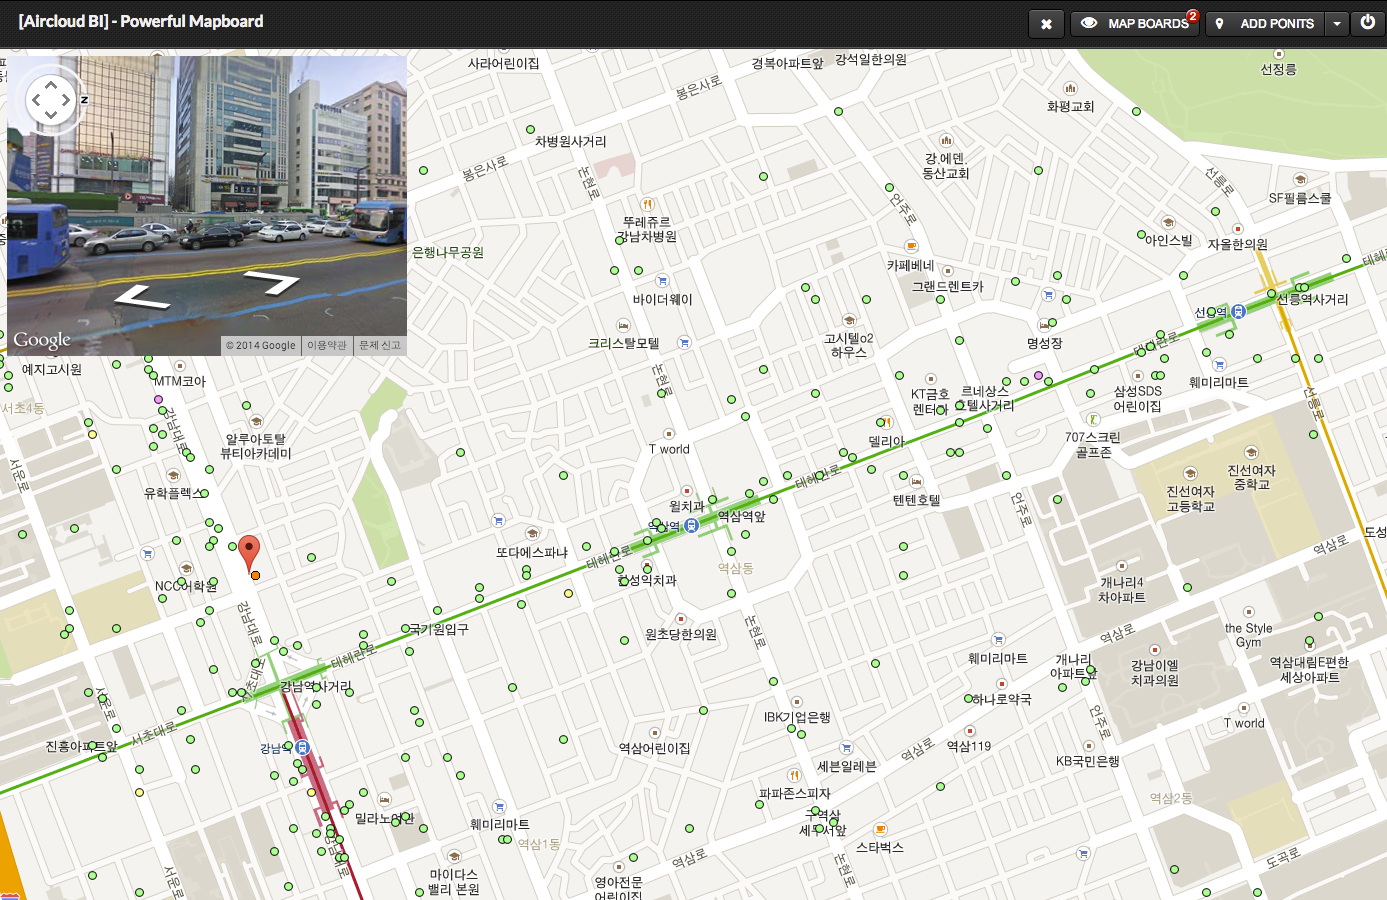 [Aircloud BI] - Powerful Mapboard
MAP BOARDS
2
ADD PONITS
사라어린이집
경복아파트앞
강석일한의원
선정릉
봉은사로
화평교회
z
차병원사거리
강.에덴.
동산교회
봉은사로
논현로
선릉로
SF필름스쿨
언주로
뚜레쥬르
강남차병원
아인스빌
자올한의원
은행나무공원
카페베네
테헤란로
그랜드렌트카
바이더웨이
선릉역사거리
선릉역
Google
© 2014 Google
이용약관
문제 신고
크리스탈모텔
고시텔o2
하우스
명성장
테헤란로
예지고시원
MTM코아
논현로
KT금호
렌터카
르네상스
호텔사거리
삼성SDS
어린이집
훼미리마트
선릉로
서초4동
강남대로
알루아토탈
뷰티아카데미
T world
델리아
707스크린
골프존
진선여자
중학교
서운로
유학플렉스
윌치과
테헤란로
텐텐호텔
진선여자
고등학교
역삼역
역삼역앞
언주로
또다에스파냐
테헤란로
역삼동
역삼로
NCC어학원
한성익치과
개나리4
차아파트
강남대로
국기원입구
원초당한의원
논현로
역삼로
the Style
Gym
테헤란로
서초대로
훼미리마트
개나리
아파트앞
강남이엘
치과의원
역삼대림E편한
세상아파트
강남역사거리
서운로
하나로약국
IBK기업은행
언주로
T world
서초대로
진흥아파트앞
강남역
역삼어린이집
역삼로
역삼119
KB국민은행
세븐일레븐
파파존스피자
역삼2동
밀라노여관
훼미리마트
구역삼
세무서앞
강남대로
역삼1동
스타벅스
역삼로
논현로
도곡로
서운로
마이다스
밸리 본원
영아전문
어린이집